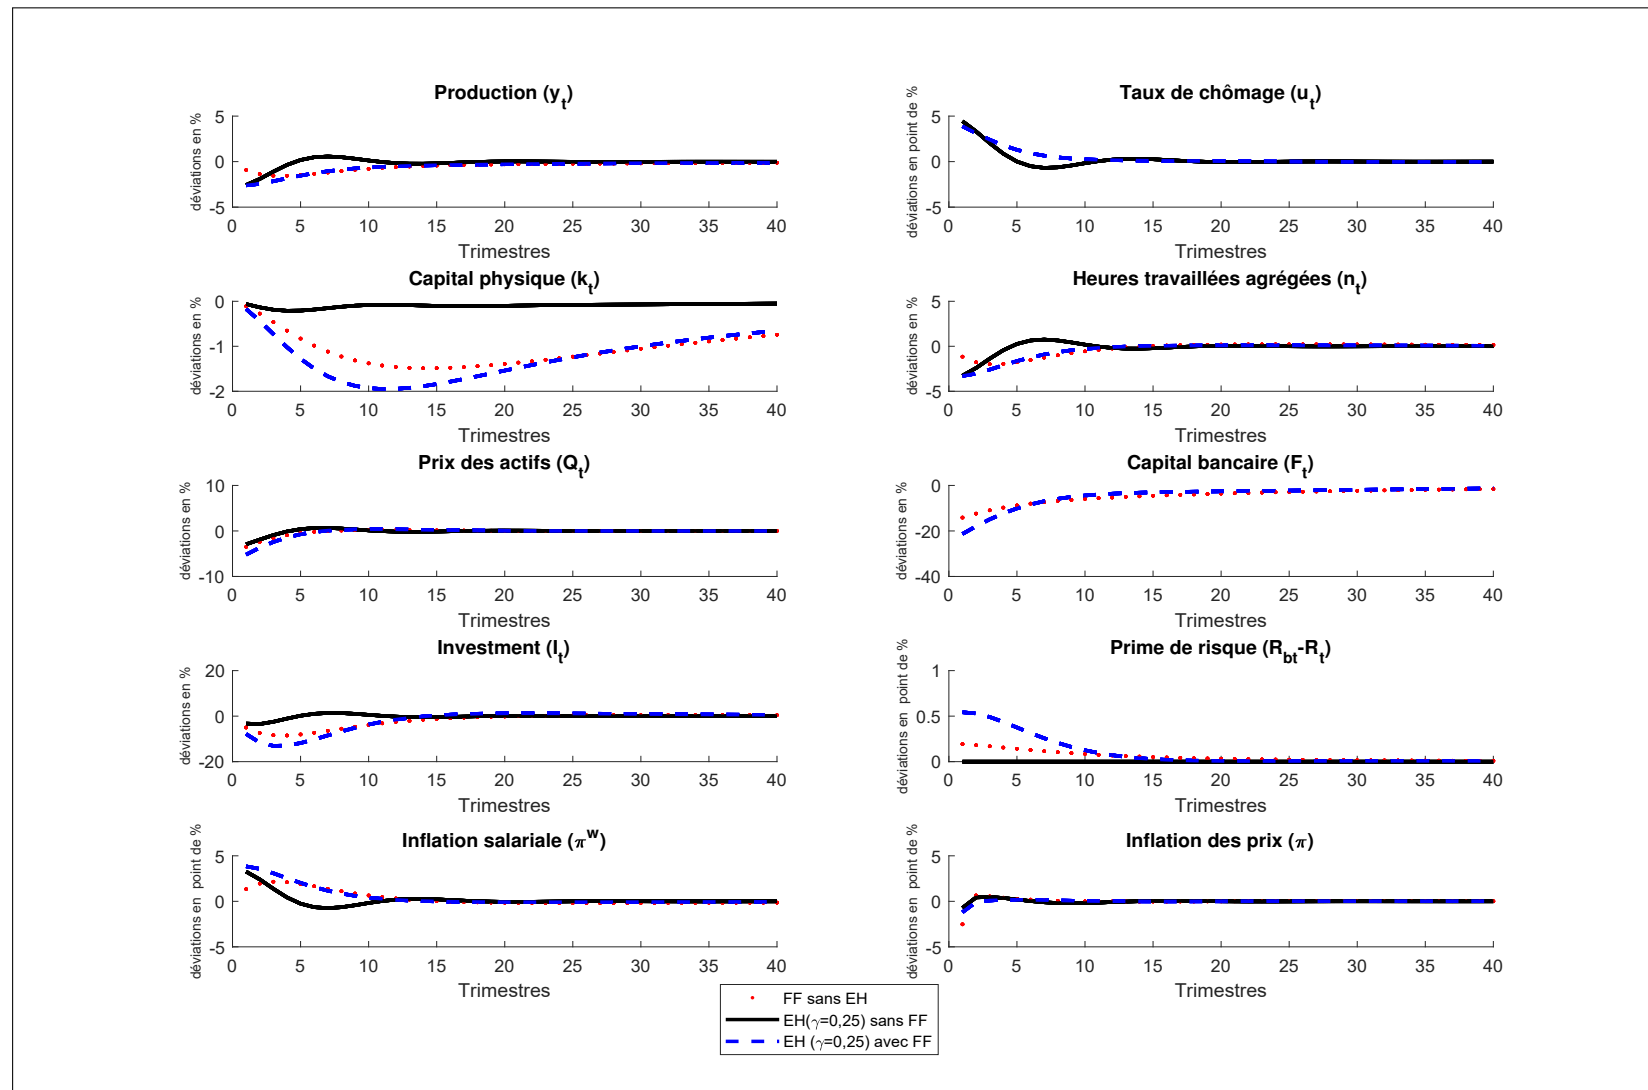 Production (y_t)
déviations en %
5
0
-5
0 5 10 15 20 25 30 35 40
Trimestres
Taux de chômage (u_t)
déviations en point de %
5
0
-5
0 5 10 15 20 25 30 35 40
Trimestres
Capital physique (k_t)
déviations en %
0
-1
-2
0 5 10 15 20 25 30 35 40
Trimestres
Heures travaillées agrégées (n_t)
déviations en %
5
0
-5
0 5 10 15 20 25 30 35 40
Trimestres
Prix des actifs (Q_t)
déviations en %
10
0
-10
0 5 10 15 20 25 30 35 40
Trimestres
Capital bancaire (F_t)
déviations en %
0
-20
-40
0 5 10 15 20 25 30 35 40
Trimestres
Investment (I_t)
déviations en %
20
0
-20
0 5 10 15 20 25 30 35 40
Trimestres
Prime de risque (R_bt-R_t)
déviations en point de %
1
0.5
0
0 5 10 15 20 25 30 35 40
Trimestres
Inflation salariale (π^w)
déviations en point de %
5
0
-5
0 5 10 15 20 25 30 35 40
Trimestres
Inflation des prix (π)
déviations en point de %
5
0
-5
0 5 10 15 20 25 30 35 40
Trimestres
FF sans EH
EH(γ=0,25) sans FF
EH (γ=0,25) avec FF